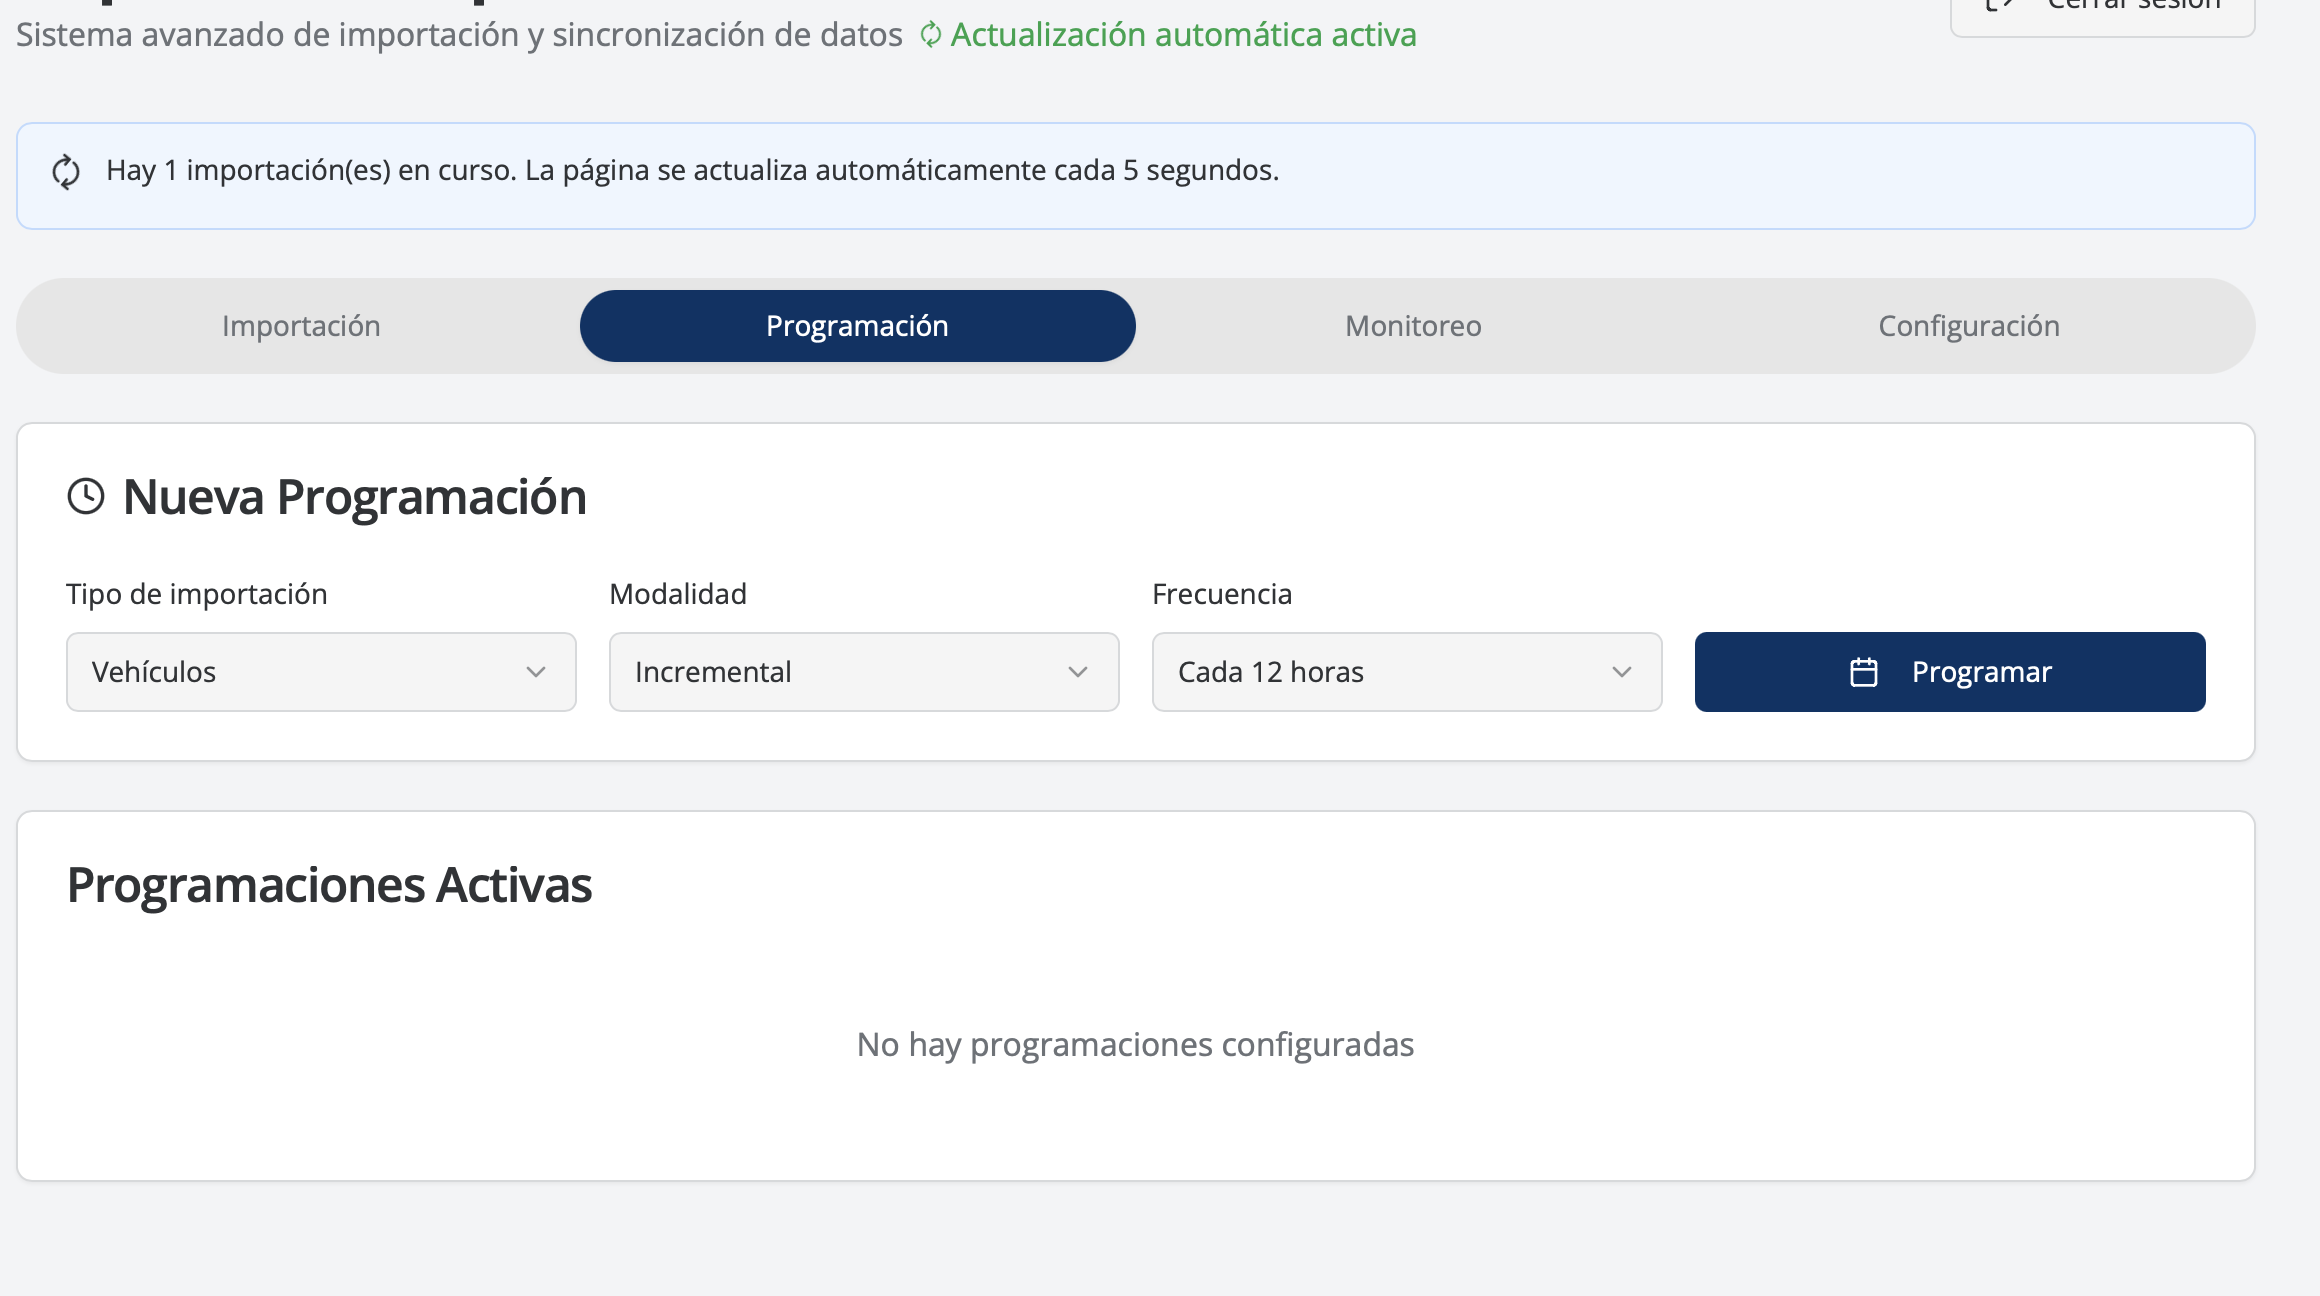 Sistema avanzado de importación y sincronización de datos Actualización automática activa
Cerrar sesión
Hay 1 importación(es) en curso. La página se actualiza automáticamente cada 5 segundos.
Importación Programación Monitoreo Configuración
Nueva Programación
Tipo de importación Modalidad Frecuencia
Vehículos Incremental Cada 12 horas Programar
Programaciones Activas
No hay programaciones configuradas